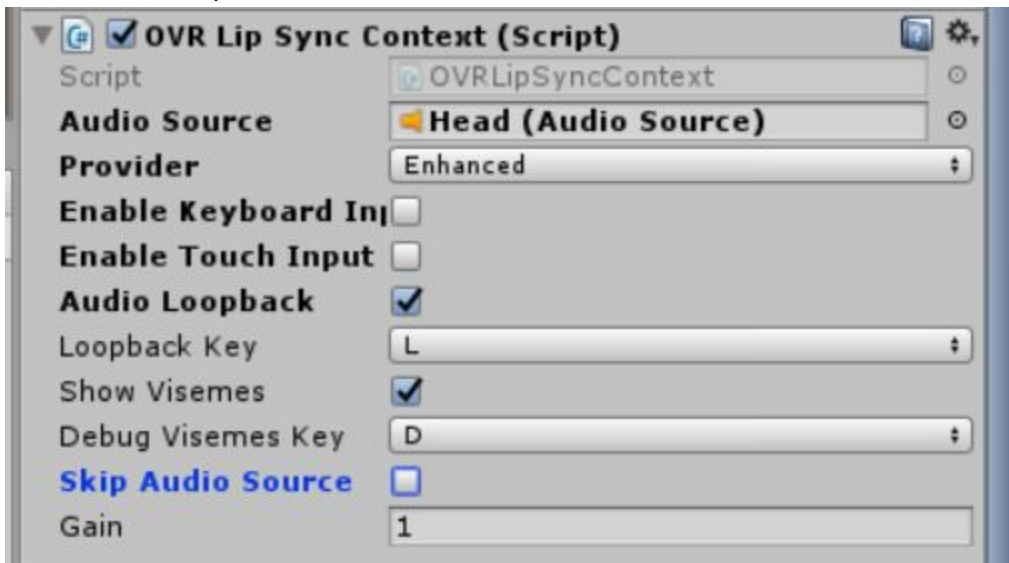 OVR Lip Sync Context (Script)
Script OVRLipSyncContext
Audio Source Head (Audio Source)
Provider Enhanced
Enable Keyboard In
Enable Touch Input
Audio Loopback
Loopback Key L
Show Visemes
Debug Visemes Key D
Skip Audio Source
Gain 1